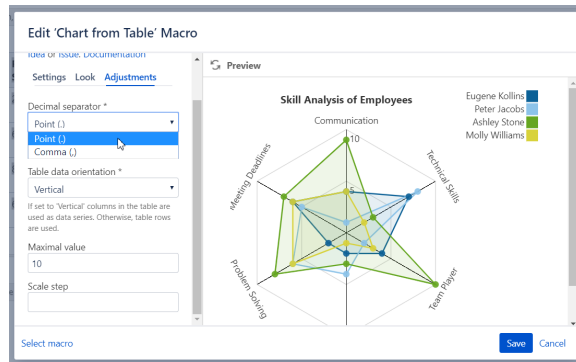 Edit 'Chart from Table' Macro
idea or issue. Documentation
Settings Look Adjustments
Decimal separator *
Point (.)
Point (.)
Comma (,)
Table data orientation *
Vertical
If set to 'Vertical' columns in the table are
used as data series. Otherwise, table rows
are used.
Maximal value
10
Scale step
Preview
Skill Analysis of Employees
Eugene Kollins
Peter Jacobs
Ashley Stone
Molly Williams
Communication
10
5
Technical Skills
Team Player
Problem Solving
Meeting Deadlines
Select macro
Save Cancel